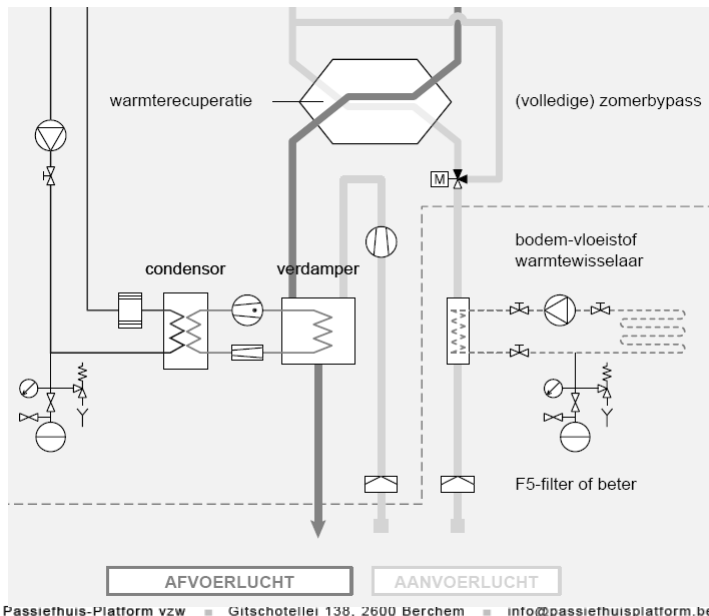 warmterecuperatie
(volledige) zomerbypass
M
bodem-vloeistof
warmtewisselaar
condensor
verdamper
F5-filter of beter
AFVOERLUCHT
AANVOERLUCHT
Passiefhuis-Platform vzw ■ Gitschotellei 138, 2600 Berchem ■ info@passiefhuisplatform.be